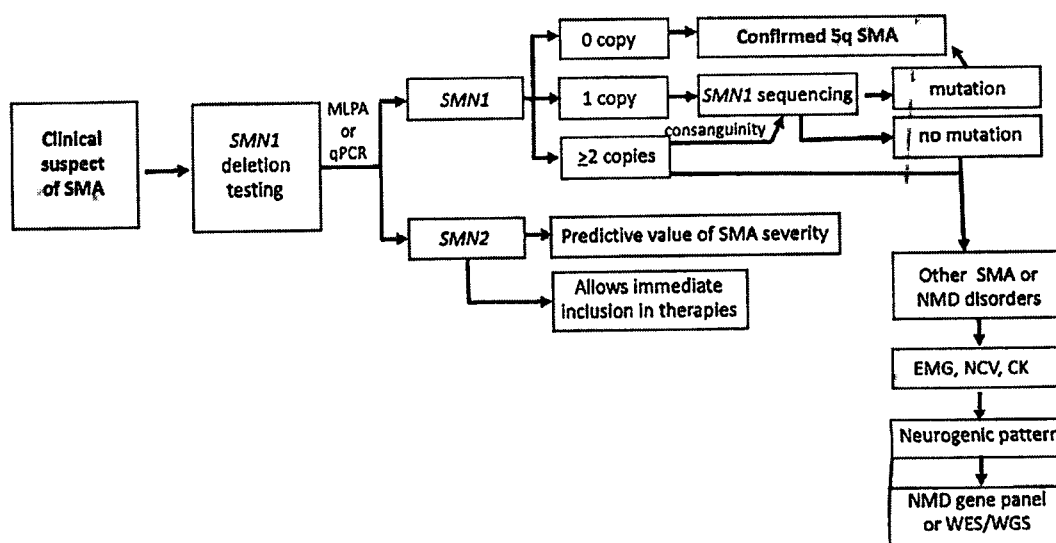 Clinical
suspect
of SMA
SMN1
deletion
testing
MLPA
or
qPCR
SMN1
0 copy
Confirmed 5q SMA
1 copy
SMN1 sequencing
mutation
consanguinity
no mutation
≥2 copies
SMN2
Predictive value of SMA severity
Allows immediate
inclusion in therapies
Other SMA or
NMD disorders
EMG, NCV, CK
Neurogenic pattern
NMD gene panel
or WES/WGS